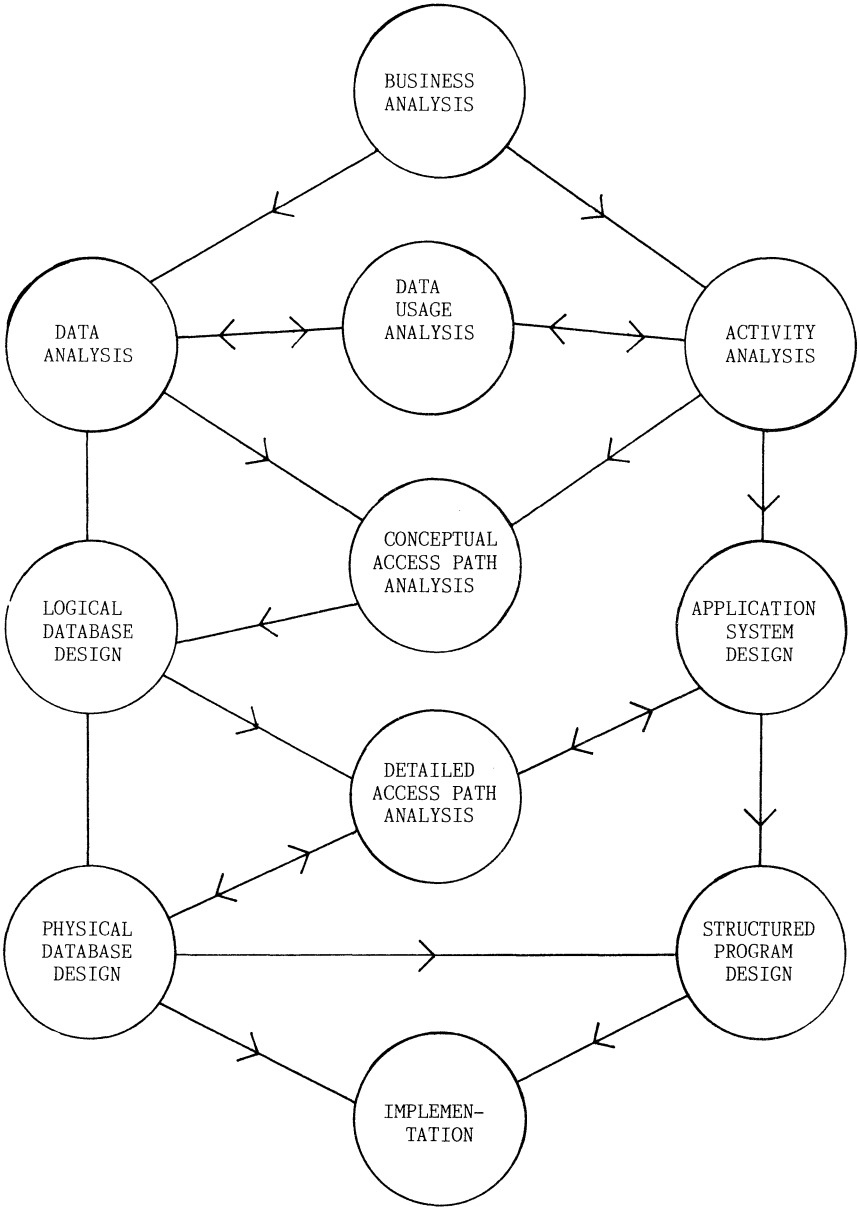 BUSINESS
ANALYSIS
DATA
ANALYSIS
DATA
USAGE
ANALYSIS
ACTIVITY
ANALYSIS
CONCEPTUAL
ACCESS PATH
ANALYSIS
LOGICAL
DATABASE
DESIGN
APPLICATION
SYSTEM
DESIGN
DETAILED
ACCESS PATH
ANALYSIS
PHYSICAL
DATABASE
DESIGN
STRUCTURED
PROGRAM
DESIGN
IMPLEMEN-
TATION